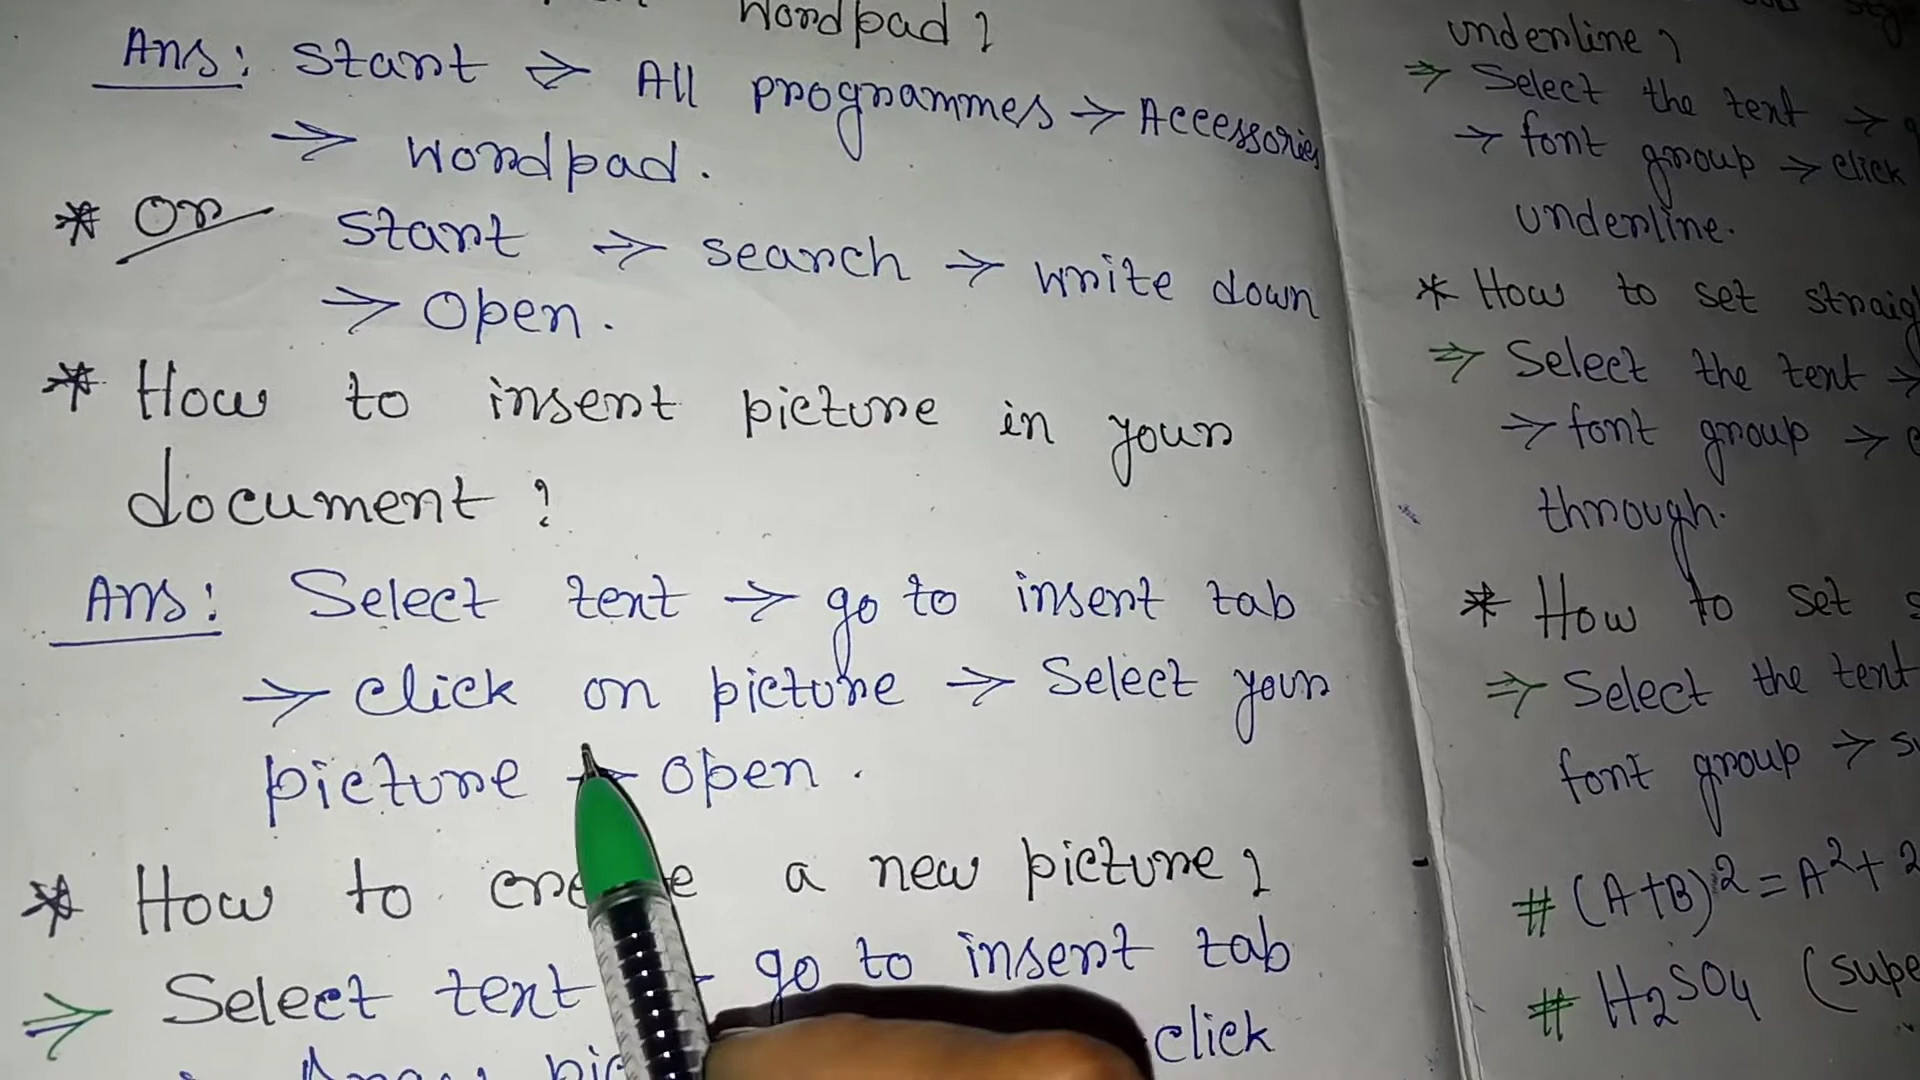 Wordpad?
Ans: Start → All programmes → Accessories
→ Wordpad.
* Or Start → search → write down
→ Open.
* How to insert picture in your
document?
Ans: Select text → go to insert tab
→ click on picture → Select your
picture → open.
* How to create a new picture?
⇒ Select text → go to insert tab
click
underline?
⇒ Select the text →
→ font group → click
underline.
* How to set
⇒ Select the text →
→ font group →
through.
* How to set
⇒ Select the text
font group →
# (A+B)² = A² + 2
# H₂SO₄